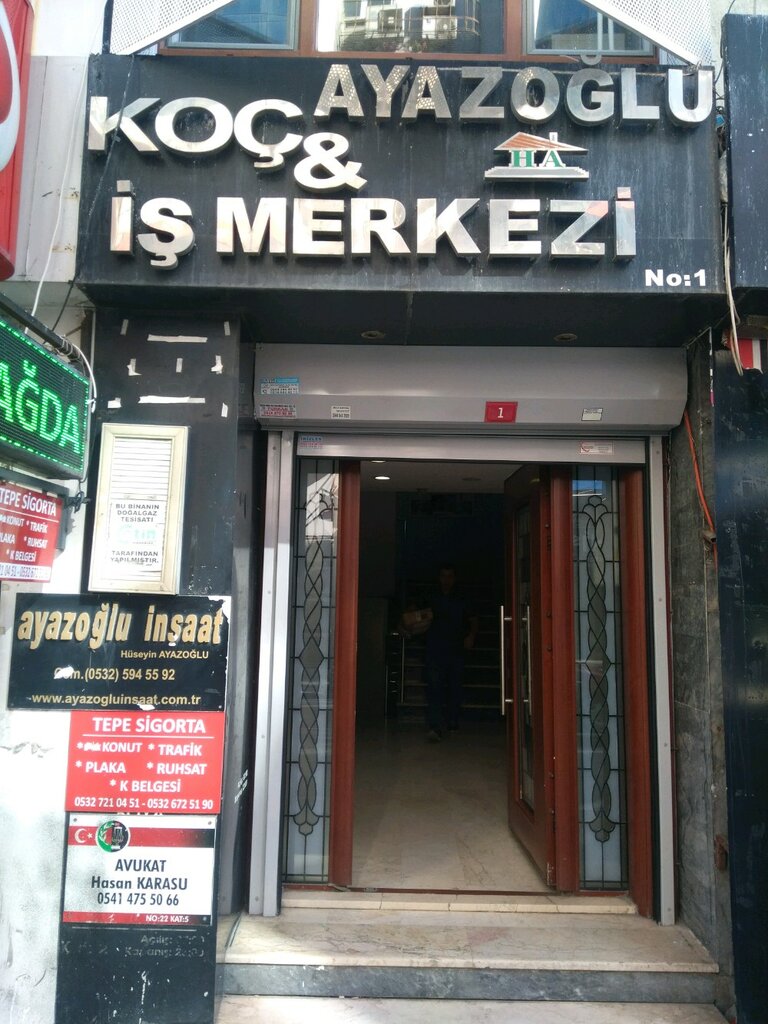 AYAZOĞLU
KOÇ
&
HA
İŞ MERKEZİ
No:1
AĞDA
1
BU BİNANIN
DOĞALGAZ
TESİSATI
TARAFINDAN
YAPILMIŞTIR.
TEPE SİGORTA
KONUT * TRAFİK
PLAKA * RUHSAT
* K BELGESİ
ayazoğlu inşaat
Hüseyin AYAZOĞLU
Gsm.(0532) 594 55 92
www.ayazogluinsaat.com.tr
TEPE SİGORTA
* KONUT * TRAFİK
* PLAKA * RUHSAT
* K BELGESİ
0532 721 04 51 - 0532 672 51 90
AVUKAT
Hasan KARASU
0541 475 50 66
NO:22 KAT:5